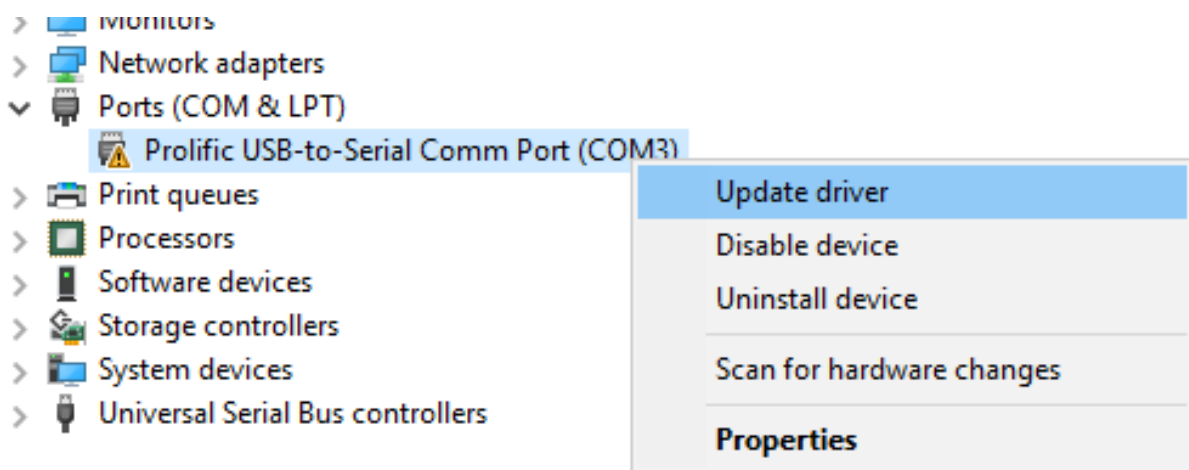 Monitors
Network adapters
Ports (COM & LPT)
Prolific USB-to-Serial Comm Port (COM3)
Print queues
Processors
Software devices
Storage controllers
System devices
Universal Serial Bus controllers
Update driver
Disable device
Uninstall device
Scan for hardware changes
Properties